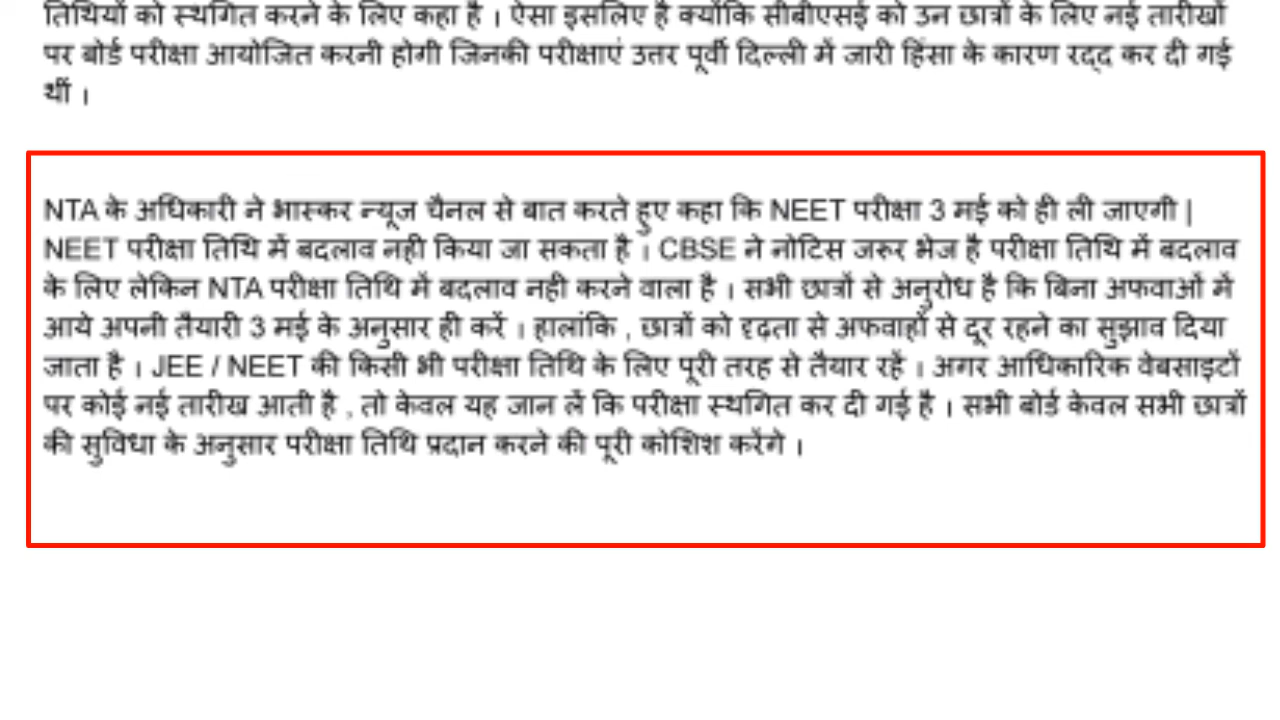 तिथियों को स्थगित करने के लिए कहा है । ऐसा इसलिए है क्योंकि सीबीएसई को उन छात्रों के लिए नई तारीखों
पर बोर्ड परीक्षा आयोजित करनी होगी जिनकी परीक्षाएं उत्तर पूर्वी दिल्ली में जारी हिंसा के कारण रद्द कर दी गई
थीं ।
NTA के अधिकारी ने भास्कर न्यूज चैनल से बात करते हुए कहा कि NEET परीक्षा 3 मई को ही ली जाएगी |
NEET परीक्षा तिथि में बदलाव नही किया जा सकता है । CBSE ने नोटिस जरूर भेज है परीक्षा तिथि में बदलाव
के लिए लेकिन NTA परीक्षा तिथि में बदलाव नही करने वाला है । सभी छात्रों से अनुरोध है कि बिना अफवाओं में
आये अपनी तैयारी 3 मई के अनुसार ही करें । हालांकि , छात्रों को दृढ़ता से अफवाहों से दूर रहने का सुझाव दिया
जाता है । JEE / NEET की किसी भी परीक्षा तिथि के लिए पूरी तरह से तैयार रहें । अगर आधिकारिक वेबसाइटों
पर कोई नई तारीख आती है , तो केवल यह जान लें कि परीक्षा स्थगित कर दी गई है । सभी बोर्ड केवल सभी छात्रों
की सुविधा के अनुसार परीक्षा तिथि प्रदान करने की पूरी कोशिश करेंगे ।